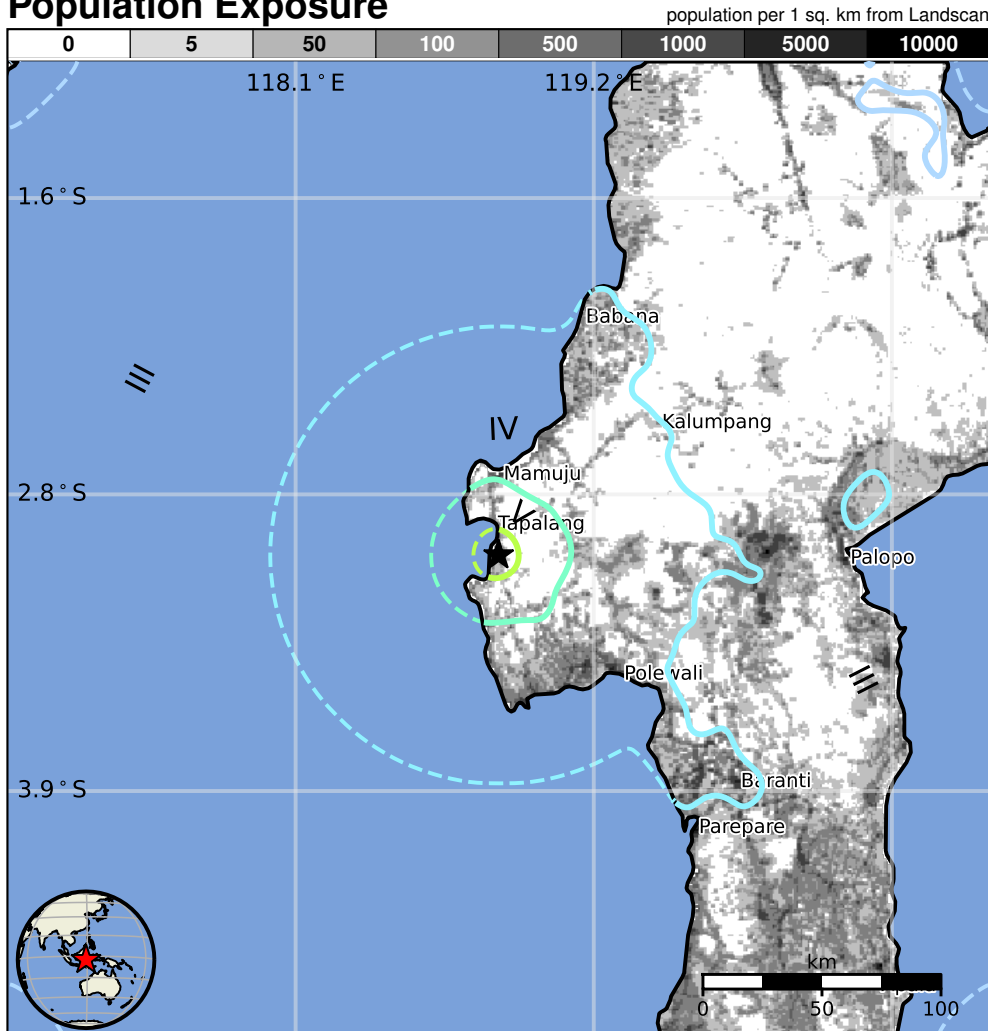 Population Exposure
population per 1 sq. km from Landscan
0 5 50 100 500 1000 5000 10000
118.1°E 119.2°E
1.6°S
Babana
III
IV
Kalumpang
2.8°S
Mamuju
V
Tapalang
Palopo
Polewali
III
3.9°S
Baranti
Parepare
km
0 50 100